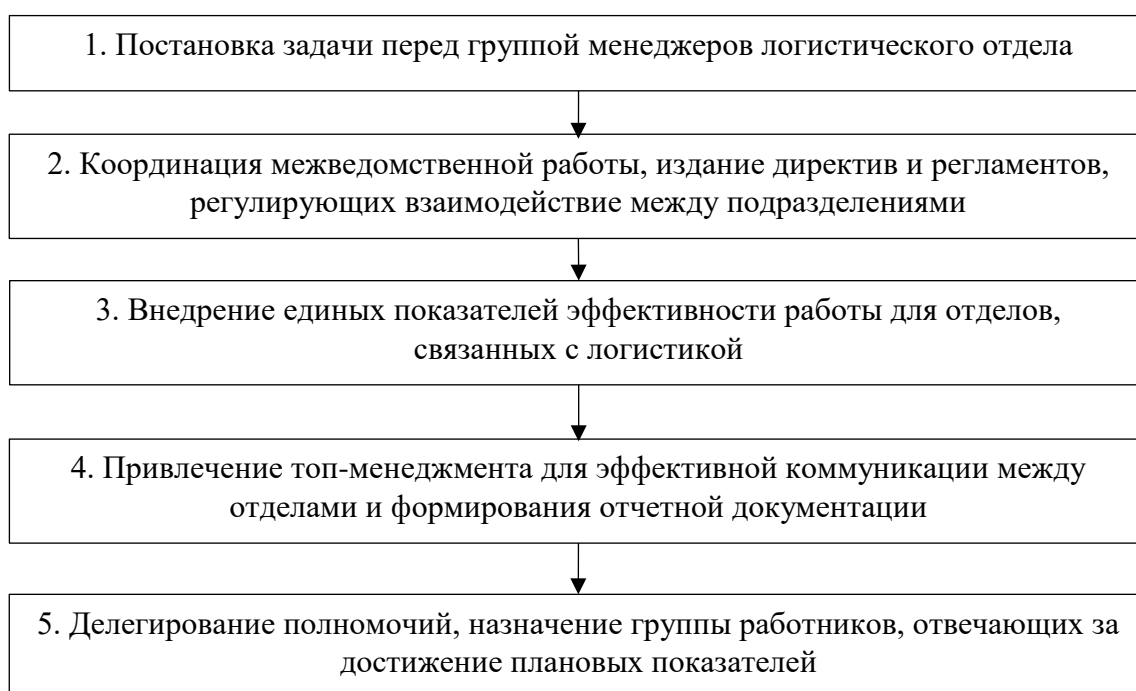 1. Постановка задачи перед группой менеджеров логистического отдела
2. Координация межведомственной работы, издание директив и регламентов,
регулирующих взаимодействие между подразделениями
3. Внедрение единых показателей эффективности работы для отделов,
связанных с логистикой
4. Привлечение топ-менеджмента для эффективной коммуникации между
отделами и формирования отчетной документации
5. Делегирование полномочий, назначение группы работников, отвечающих за
достижение плановых показателей